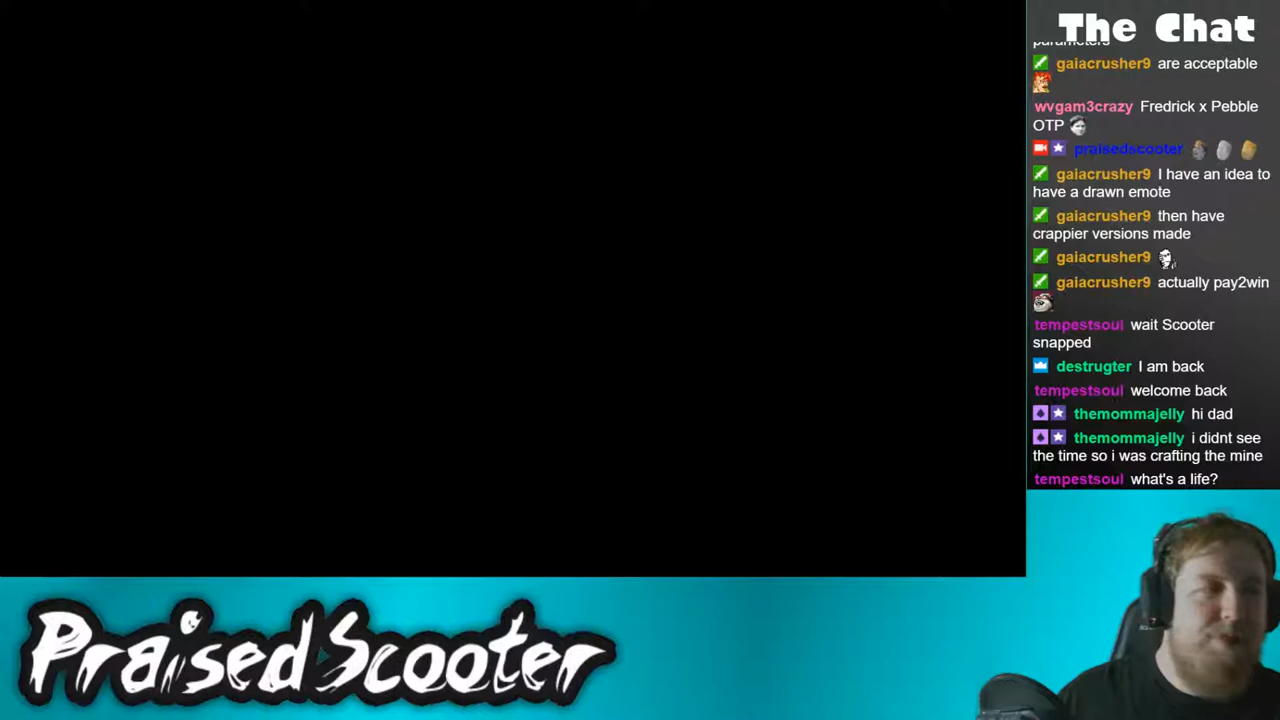 The Chat
parameters
gaiacrusher9 are acceptable
wvgam3crazy Fredrick x Pebble
OTP
praisedscooter
gaiacrusher9 I have an idea to
have a drawn emote
gaiacrusher9 then have
crappier versions made
gaiacrusher9
gaiacrusher9 actually pay2win
tempestsoul wait Scooter
snapped
destrugter I am back
tempestsoul welcome back
themommajelly hi dad
themommajelly i didnt see
the time so i was crafting the mine
tempestsoul what's a life?
PraisedScooter